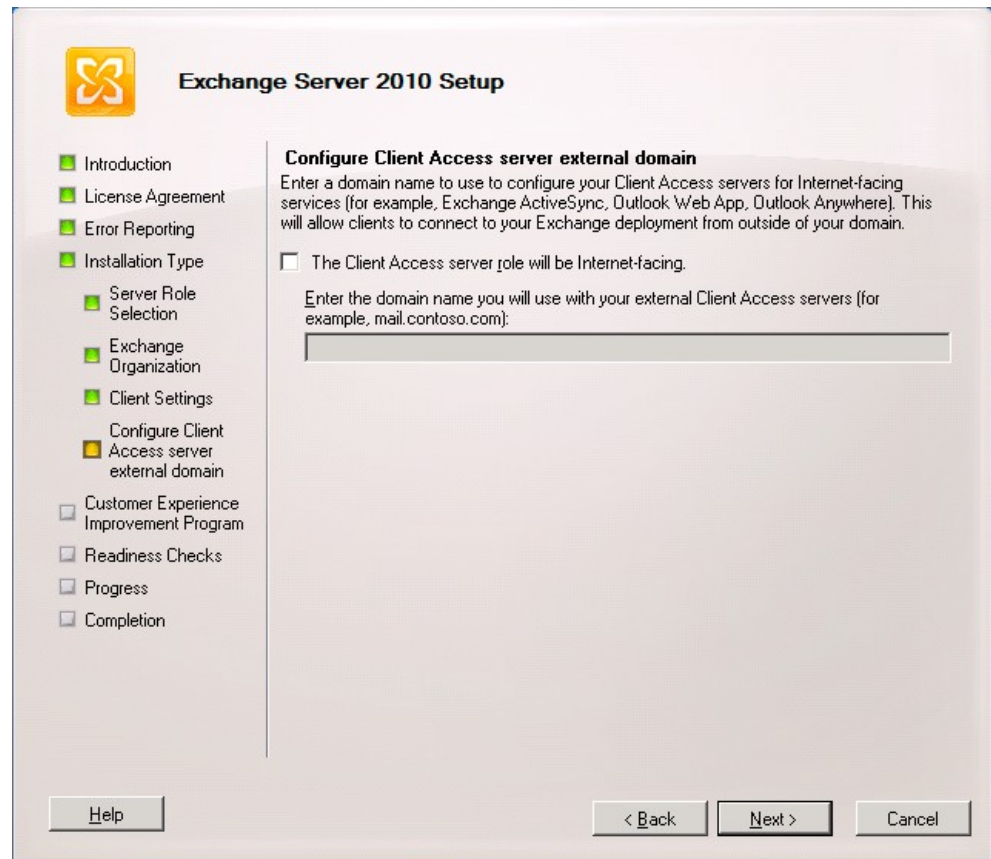 Exchange Server 2010 Setup
Introduction
License Agreement
Error Reporting
Installation Type
Server Role
Selection
Exchange
Organization
Client Settings
Configure Client
Access server
external domain
Customer Experience
Improvement Program
Readiness Checks
Progress
Completion
Configure Client Access server external domain
Enter a domain name to use to configure your Client Access servers for Internet-facing
services (for example, Exchange ActiveSync, Outlook Web App, Outlook Anywhere). This
will allow clients to connect to your Exchange deployment from outside of your domain.
The Client Access server role will be Internet-facing.
Enter the domain name you will use with your external Client Access servers (for
example, mail.contoso.com):
Help
< Back
Next >
Cancel